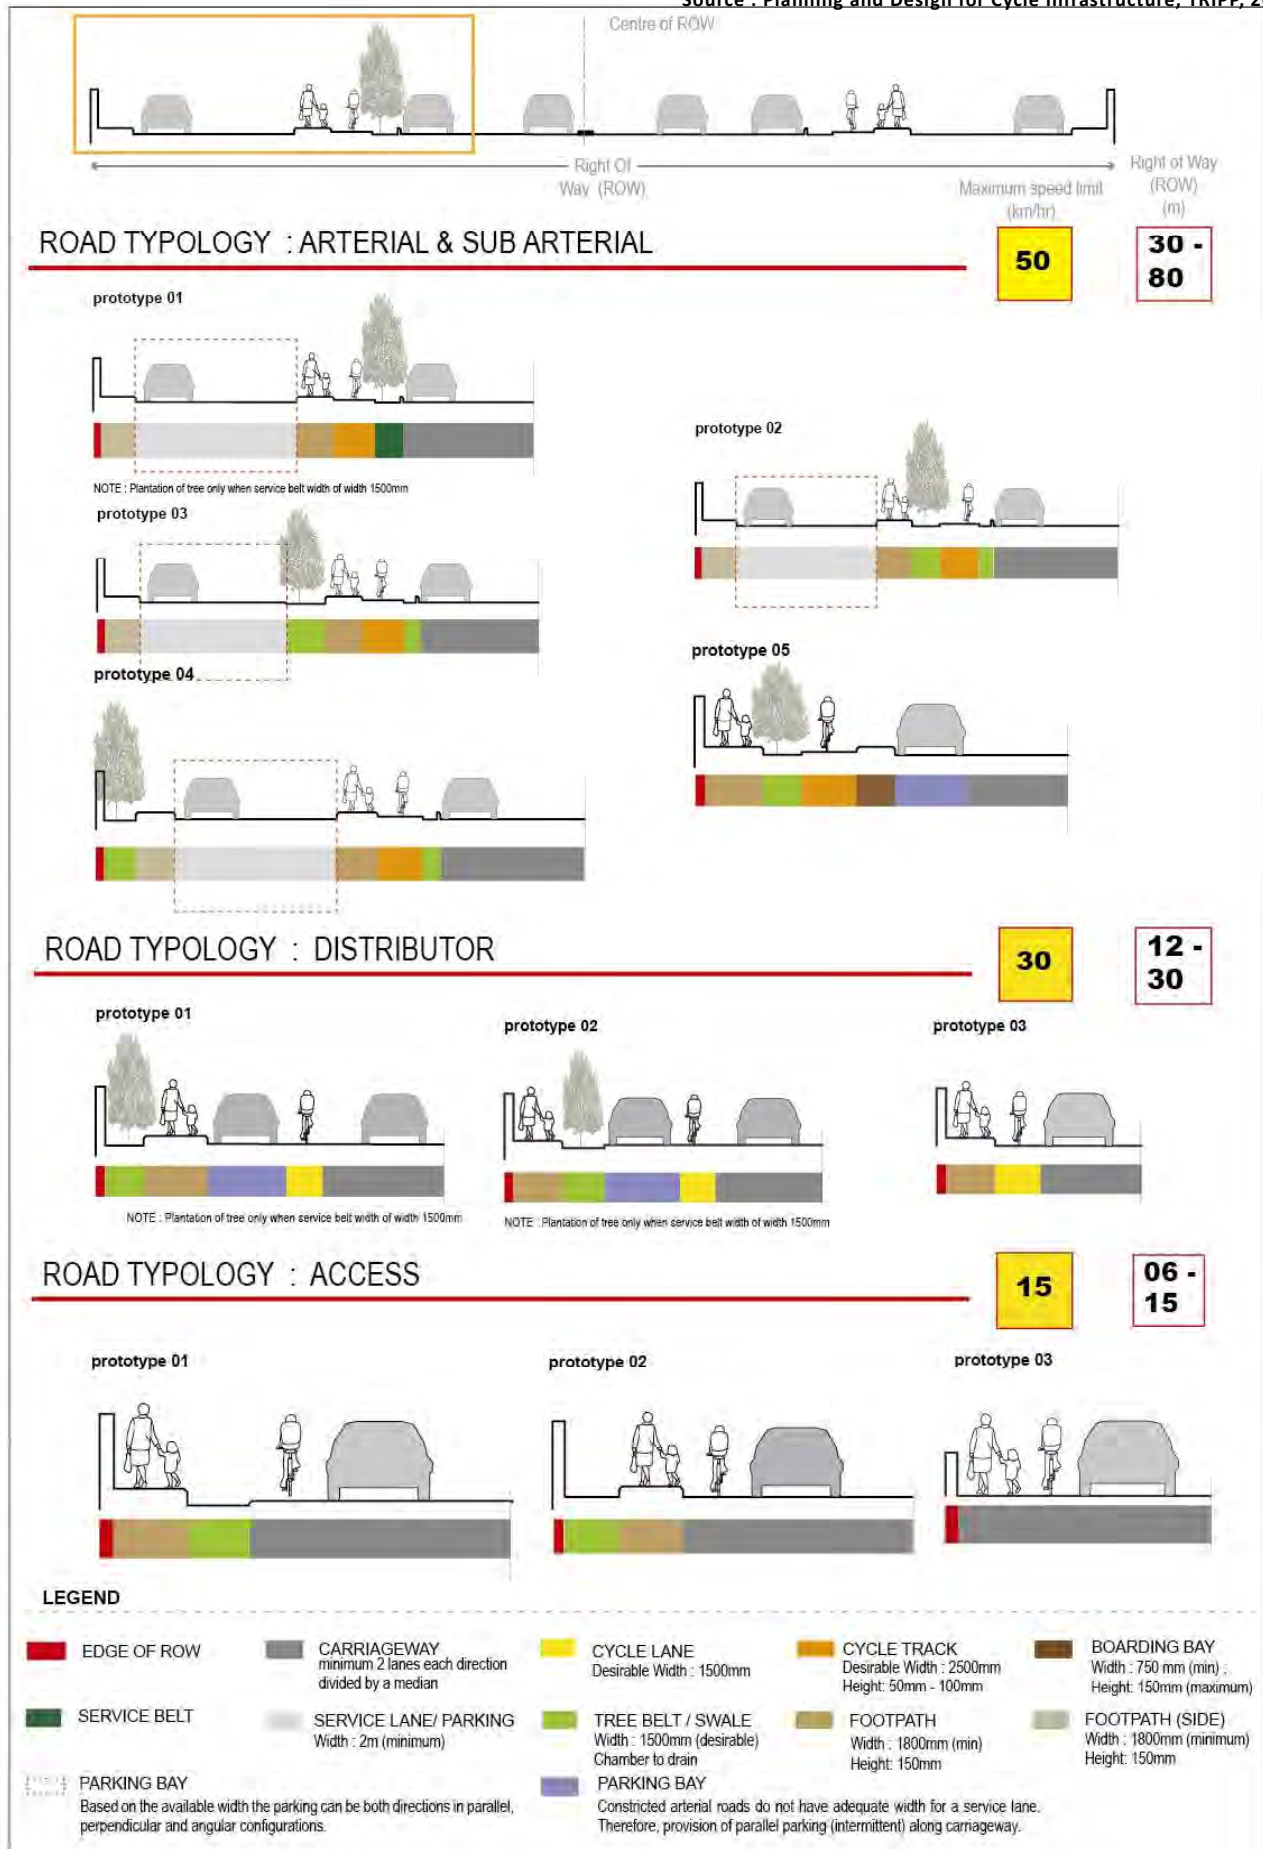 Source : Planning and Design for Cycle Infrastructure, TRIPP,
Centre of ROW
Right Of
Way (ROW)
Maximum speed limit
(km/hr)
Right of Way
(ROW)
(m)
ROAD TYPOLOGY : ARTERIAL & SUB ARTERIAL
50
30 -
80
prototype 01
NOTE : Plantation of tree only when service belt width of width 1500mm
prototype 02
prototype 03
prototype 04
prototype 05
ROAD TYPOLOGY : DISTRIBUTOR
30
12 -
30
prototype 01
NOTE : Plantation of tree only when service belt width of width 1500mm
prototype 02
NOTE : Plantation of tree only when service belt width of width 1500mm
prototype 03
ROAD TYPOLOGY : ACCESS
15
06 -
15
prototype 01
prototype 02
prototype 03
LEGEND
EDGE OF ROW
CARRIAGEWAY
minimum 2 lanes each direction
divided by a median
CYCLE LANE
Desirable Width : 1500mm
CYCLE TRACK
Desirable Width : 2500mm
Height: 50mm - 100mm
BOARDING BAY
Width : 750 mm (min) .
Height: 150mm (maximum)
SERVICE BELT
SERVICE LANE/ PARKING
Width : 2m (minimum)
TREE BELT / SWALE
Width : 1500mm (desirable)
Chamber to drain
FOOTPATH
Width : 1800mm (min)
Height: 150mm
FOOTPATH (SIDE)
Width : 1800mm (minimum)
Height: 150mm
PARKING BAY
Based on the available width the parking can be both directions in parallel,
perpendicular and angular configurations.
PARKING BAY
Constricted arterial roads do not have adequate width for a service lane.
Therefore, provision of parallel parking (intermittent) along carriageway.